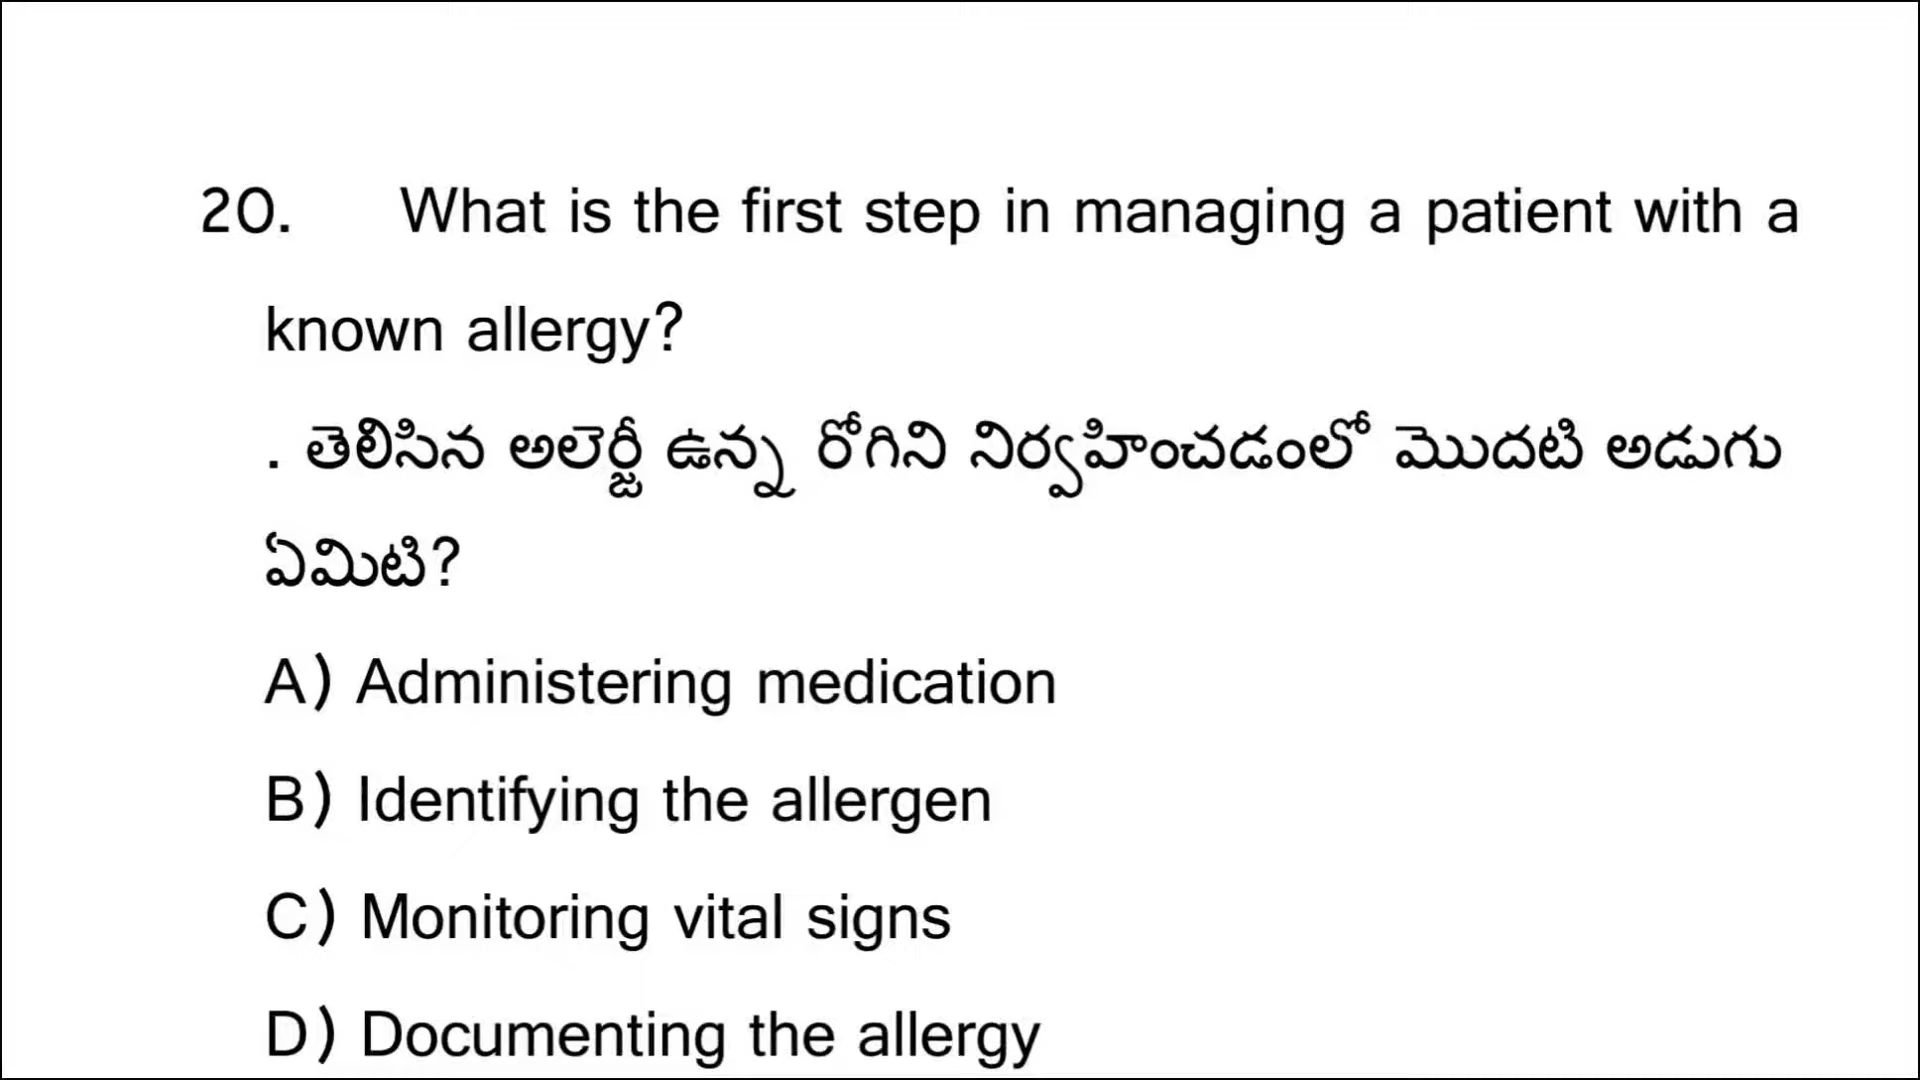 20. What is the first step in managing a patient with a
known allergy?
. తెలిసిన అలెర్జీ ఉన్న రోగిని నిర్వహించడంలో మొదటి అడుగు
ఏమిటి?
A) Administering medication
B) Identifying the allergen
C) Monitoring vital signs
D) Documenting the allergy